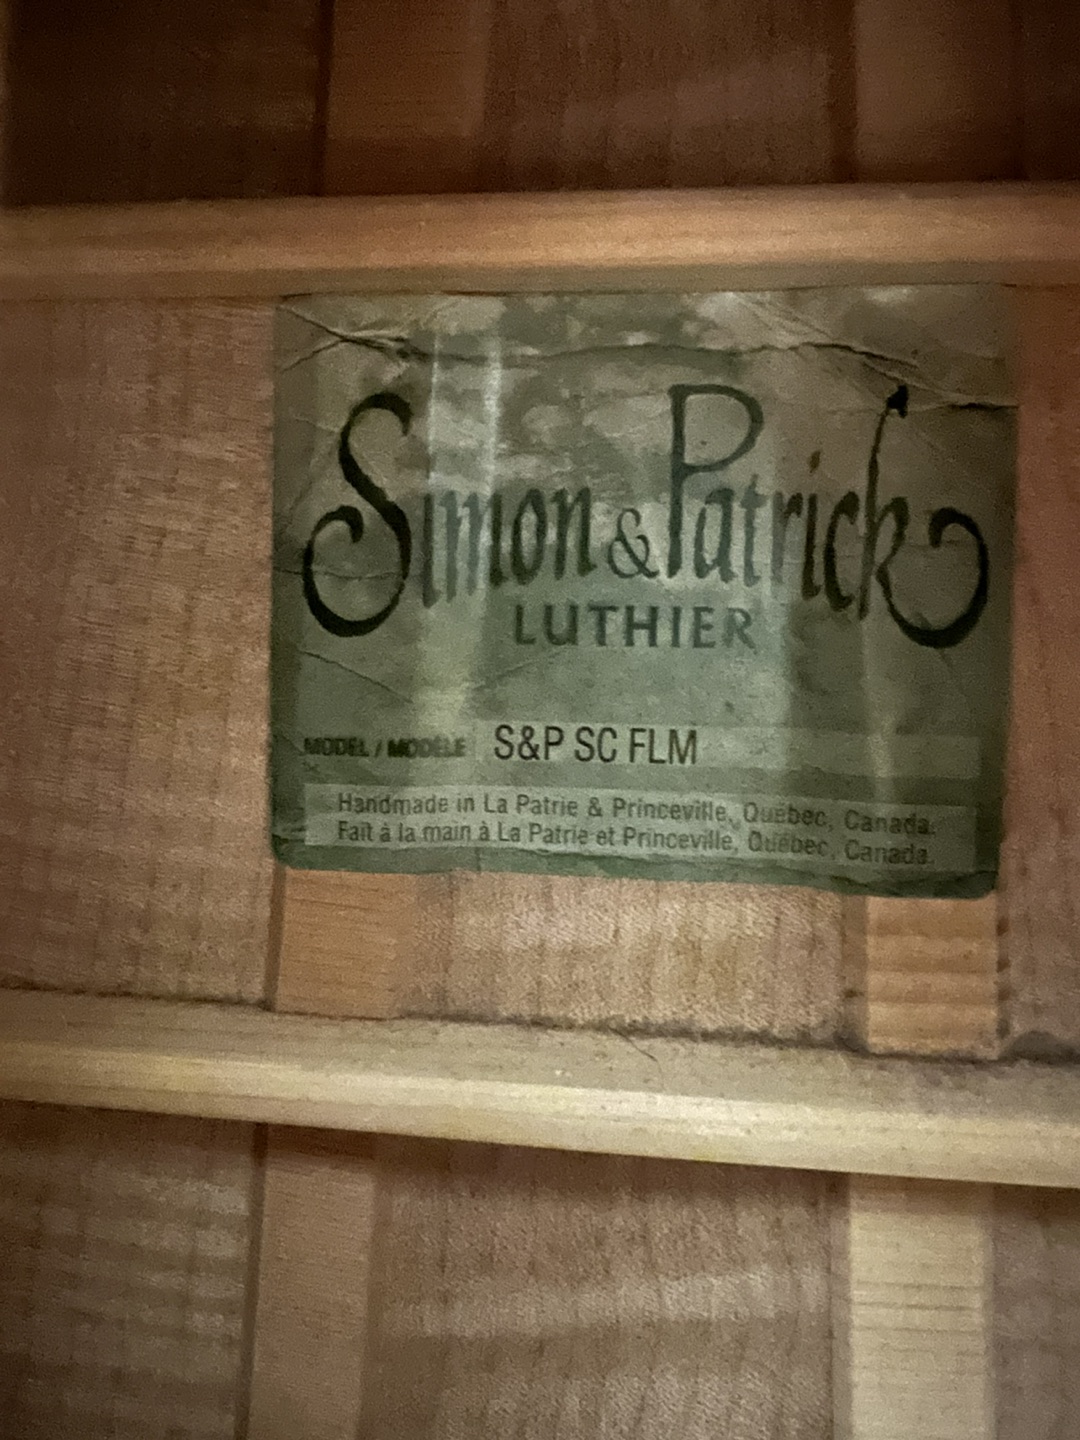 Simon & Patrick
LUTHIER
MODEL / MODÈLE S&P SC FLM
Handmade in La Patrie & Princeville, Québec, Canada.
Fait à la main à La Patrie et Princeville, Québec, Canada.